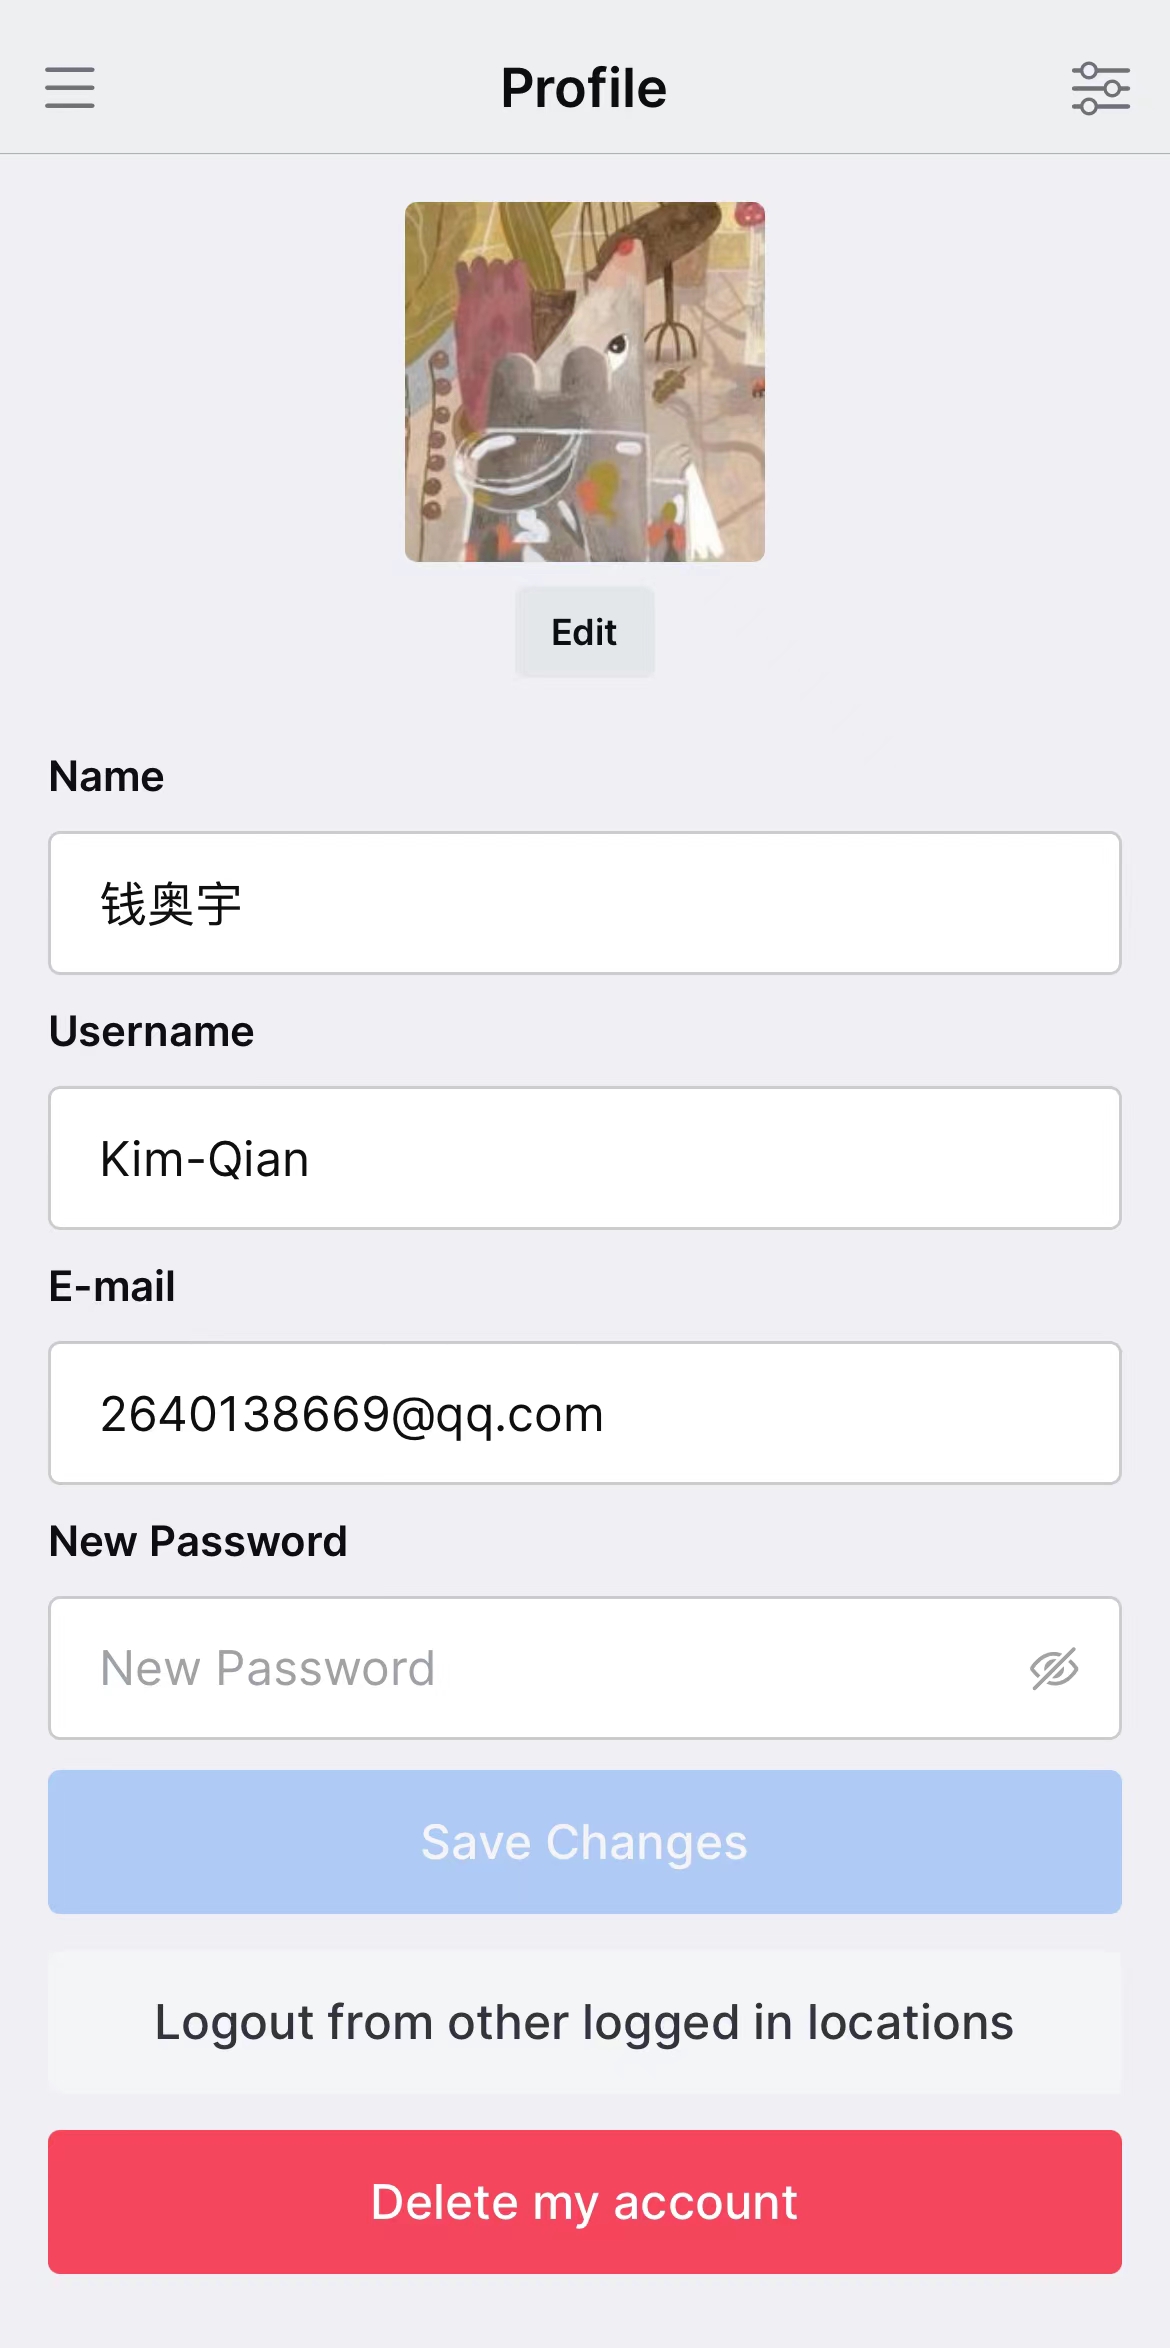 Profile
Edit
Name
钱奥宇
Username
Kim-Qian
E-mail
2640138669@qq.com
New Password
New Password
Save Changes
Logout from other logged in locations
Delete my account